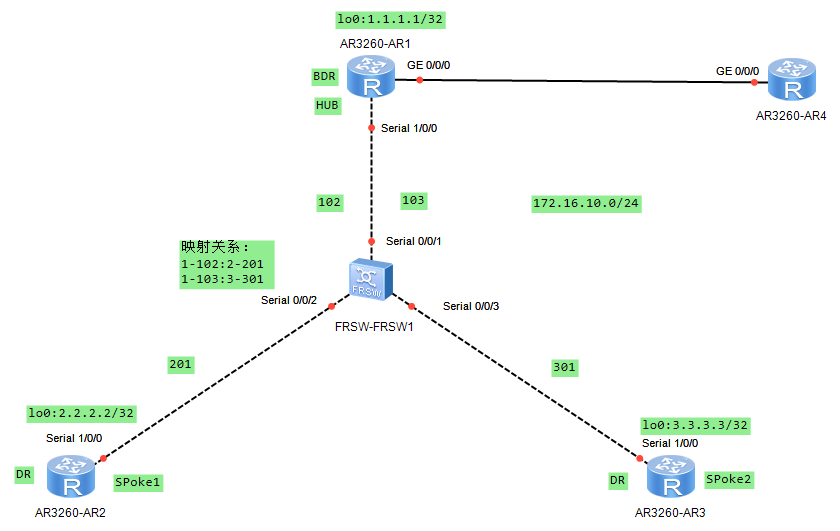 lo0:1.1.1.1/32
AR3260-AR1
BDR
GE 0/0/0
GE 0/0/0
R
R
HUB
AR3260-AR4
Serial 1/0/0
102
103
172.16.10.0/24
映射关系：
1-102:2-201
1-103:3-301
Serial 0/0/1
FRSW
Serial 0/0/2
Serial 0/0/3
FRSW-FRSW1
201
301
lo0:2.2.2.2/32
lo0:3.3.3.3/32
Serial 1/0/0
Serial 1/0/0
DR
R
SPoke1
DR
R
SPoke2
AR3260-AR2
AR3260-AR3